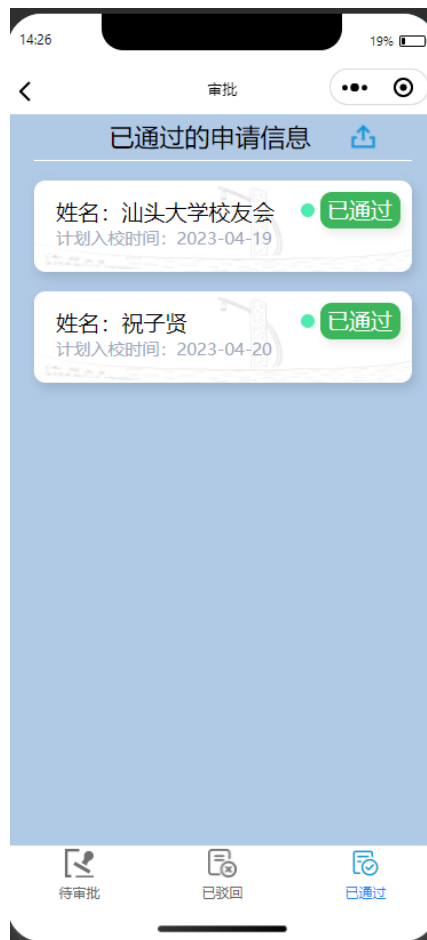 14:26
19%
审批
已通过的申请信息
姓名：汕头大学校友会
已通过
计划入校时间：2023-04-19
姓名：祝子贤
已通过
计划入校时间：2023-04-20
待审批
已驳回
已通过